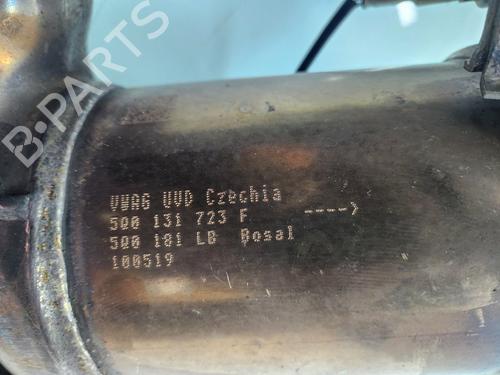 B-PARTS
VWAG UVD Czechia
5Q0 131 723 F ---->
5Q0 181 LB Bosal
100519